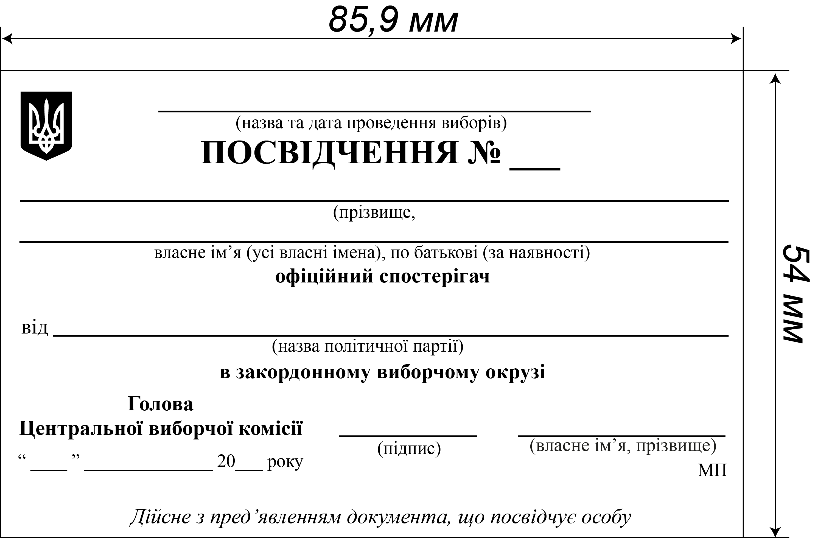 85,9 мм
(назва та дата проведення виборів)
ПОСВІДЧЕННЯ № ___
(прізвище,
власне ім’я (усі власні імена), по батькові (за наявності)
офіційний спостерігач
54 мм
від
(назва політичної партії)
в закордонному виборчому окрузі
Голова
Центральної виборчої комісії
(підпис)
(власне ім’я, прізвище)
“ ____ ” ______________ 20___ року
МП
Дійсне з пред’явленням документа, що посвідчує особу